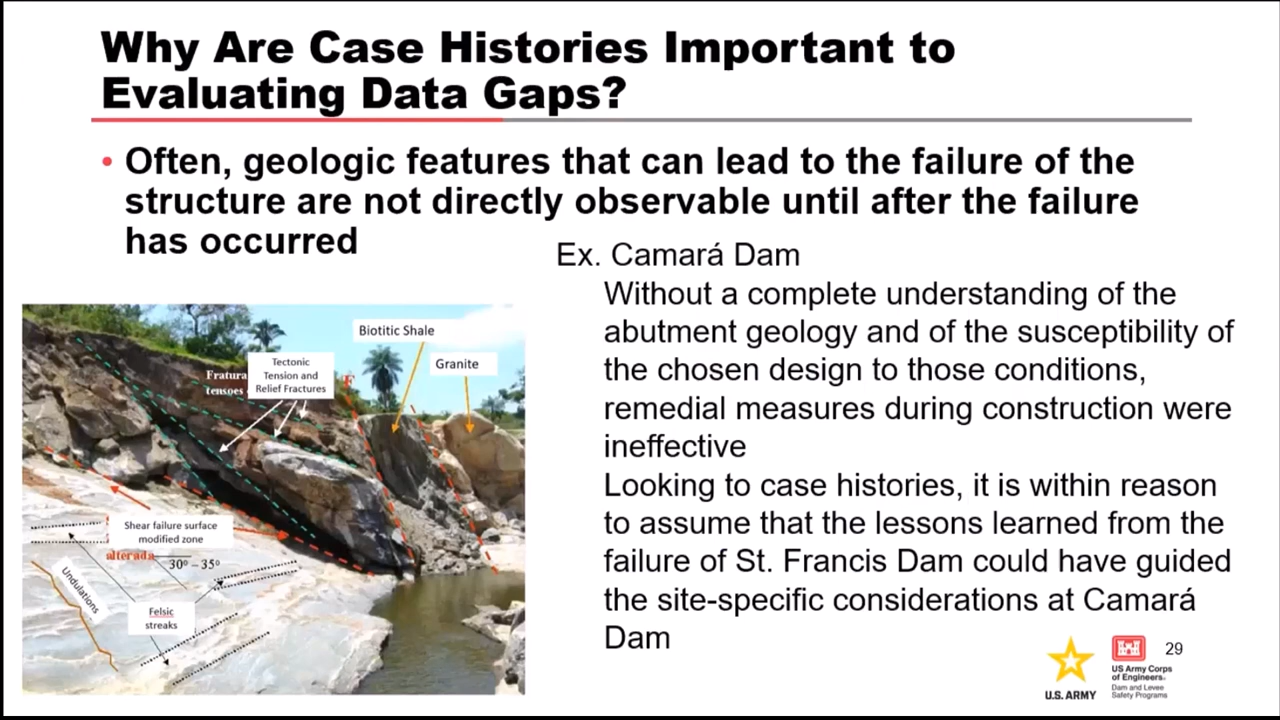 Why Are Case Histories Important to
Evaluating Data Gaps?
• Often, geologic features that can lead to the failure of the
structure are not directly observable until after the failure
has occurred
Ex. Camará Dam
Without a complete understanding of the
abutment geology and of the susceptibility of
the chosen design to those conditions,
remedial measures during construction were
ineffective
Looking to case histories, it is within reason
to assume that the lessons learned from the
failure of St. Francis Dam could have guided
the site-specific considerations at Camará
Dam
Biotitic Shale
Granite
Tectonic
Tension and
Relief Fractures
Fratura
tensoes
F
Shear failure surface
modified zone
alterada
30º – 35º
Undulations
Felsic
streaks
29
U.S. ARMY
US Army Corps
of Engineers®
Dam and Levee
Safety Programs